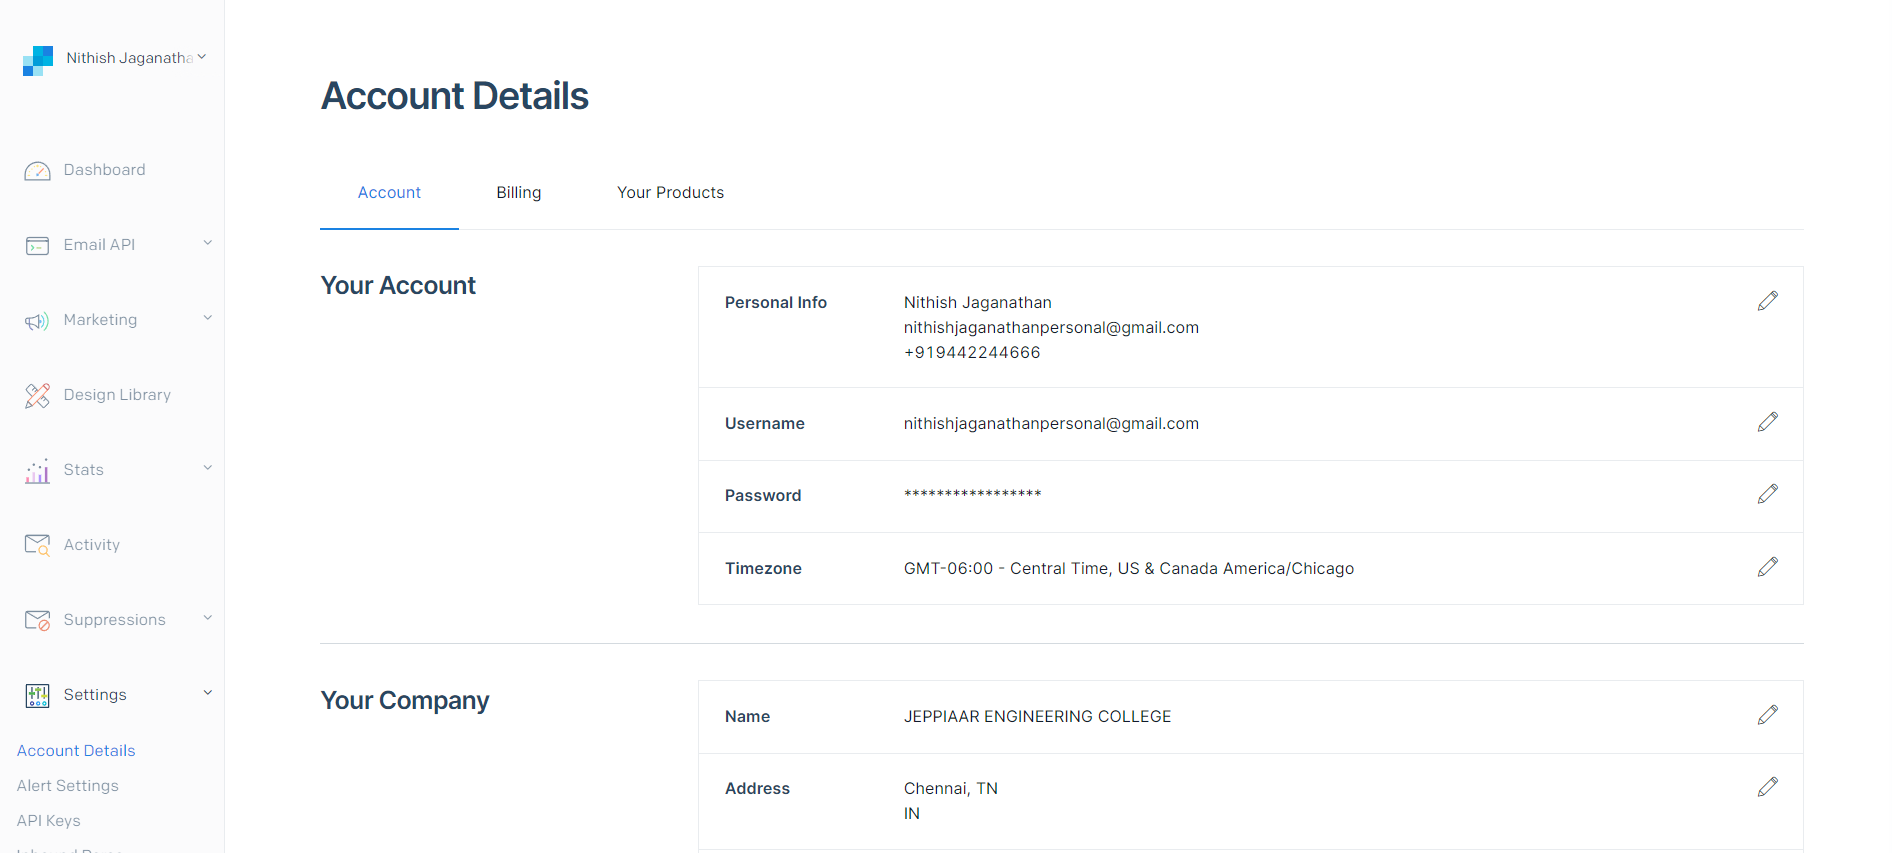 Nithish Jaganatha
Dashboard
Email API
Marketing
Design Library
Stats
Activity
Suppressions
Settings
Account Details
Alert Settings
API Keys
Account Details
Account
Billing
Your Products
Your Account
Personal Info
Nithish Jaganathan
nithishjaganathanpersonal@gmail.com
+919442244666
Username
nithishjaganathanpersonal@gmail.com
Password
*****************
Timezone
GMT-06:00 - Central Time, US & Canada America/Chicago
Your Company
Name
JEPPIAAR ENGINEERING COLLEGE
Address
Chennai, TN
IN